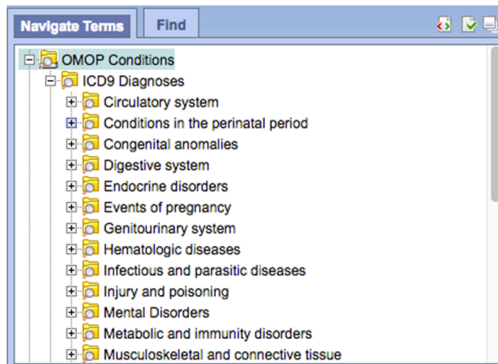 Navigate Terms Find
OMOP Conditions
ICD9 Diagnoses
Circulatory system
Conditions in the perinatal period
Congenital anomalies
Digestive system
Endocrine disorders
Events of pregnancy
Genitourinary system
Hematologic diseases
Infectious and parasitic diseases
Injury and poisoning
Mental Disorders
Metabolic and immunity disorders
Musculoskeletal and connective tissue